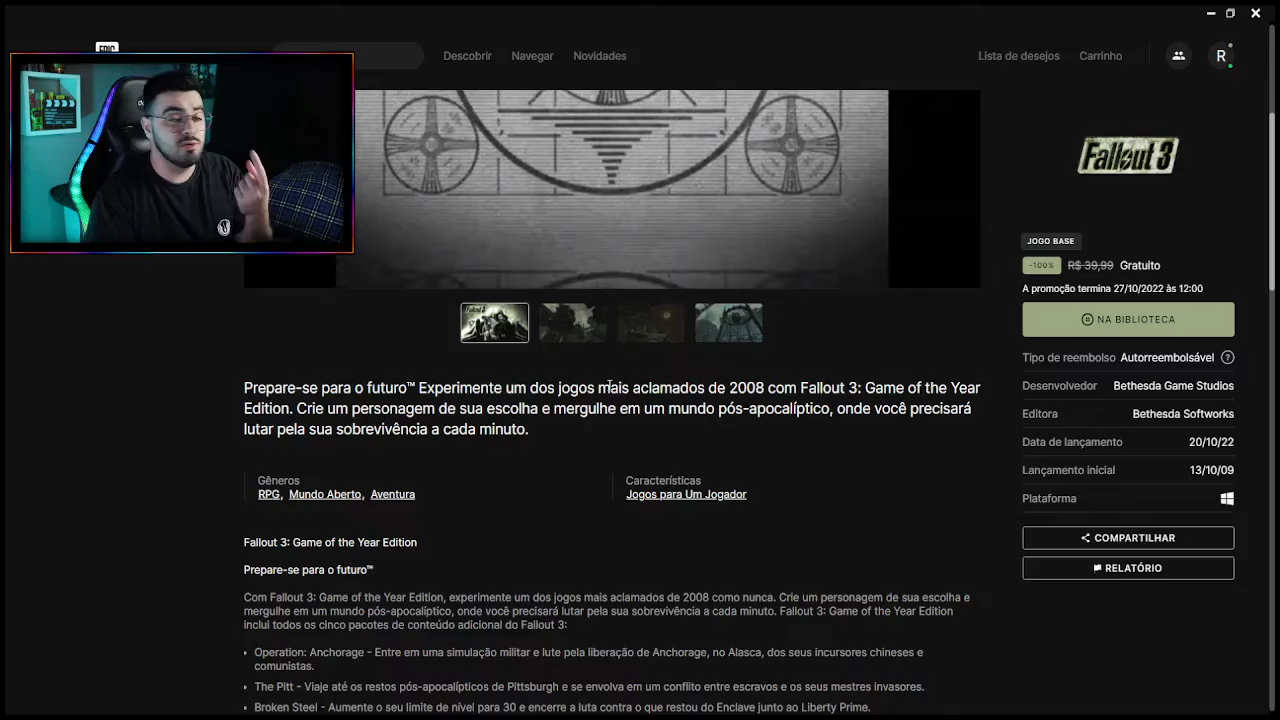 EPIC
Descobrir
Navegar
Novidades
Lista de desejos
Carrinho
R
Fallout 3
JOGO BASE
-100% R$ 39,99 Gratuito
A promoção termina 27/10/2022 às 12:00
NA BIBLIOTECA
Tipo de reembolso Autorreembolsável ?
Desenvolvedor Bethesda Game Studios
Editora Bethesda Softworks
Data de lançamento 20/10/22
Lançamento inicial 13/10/09
Plataforma
COMPARTILHAR
RELATÓRIO
Prepare-se para o futuro™ Experimente um dos jogos mais aclamados de 2008 com Fallout 3: Game of the Year
Edition. Crie um personagem de sua escolha e mergulhe em um mundo pós-apocalíptico, onde você precisará
lutar pela sua sobrevivência a cada minuto.
Gêneros
RPG, Mundo Aberto, Aventura
Características
Jogos para Um Jogador
Fallout 3: Game of the Year Edition
Prepare-se para o futuro™
Com Fallout 3: Game of the Year Edition, experimente um dos jogos mais aclamados de 2008 como nunca. Crie um personagem de sua escolha e
mergulhe em um mundo pós-apocalíptico, onde você precisará lutar pela sua sobrevivência a cada minuto. Fallout 3: Game of the Year Edition
inclui todos os cinco pacotes de conteúdo adicional do Fallout 3:
• Operation: Anchorage - Entre em uma simulação militar e lute pela liberação de Anchorage, no Alasca, dos seus incursores chineses e
comunistas.
• The Pitt - Viaje até os restos pós-apocalípticos de Pittsburgh e se envolva em um conflito entre escravos e os seus mestres invasores.
• Broken Steel - Aumente o seu limite de nível para 30 e encerre a luta contra o que restou do Enclave junto ao Liberty Prime.